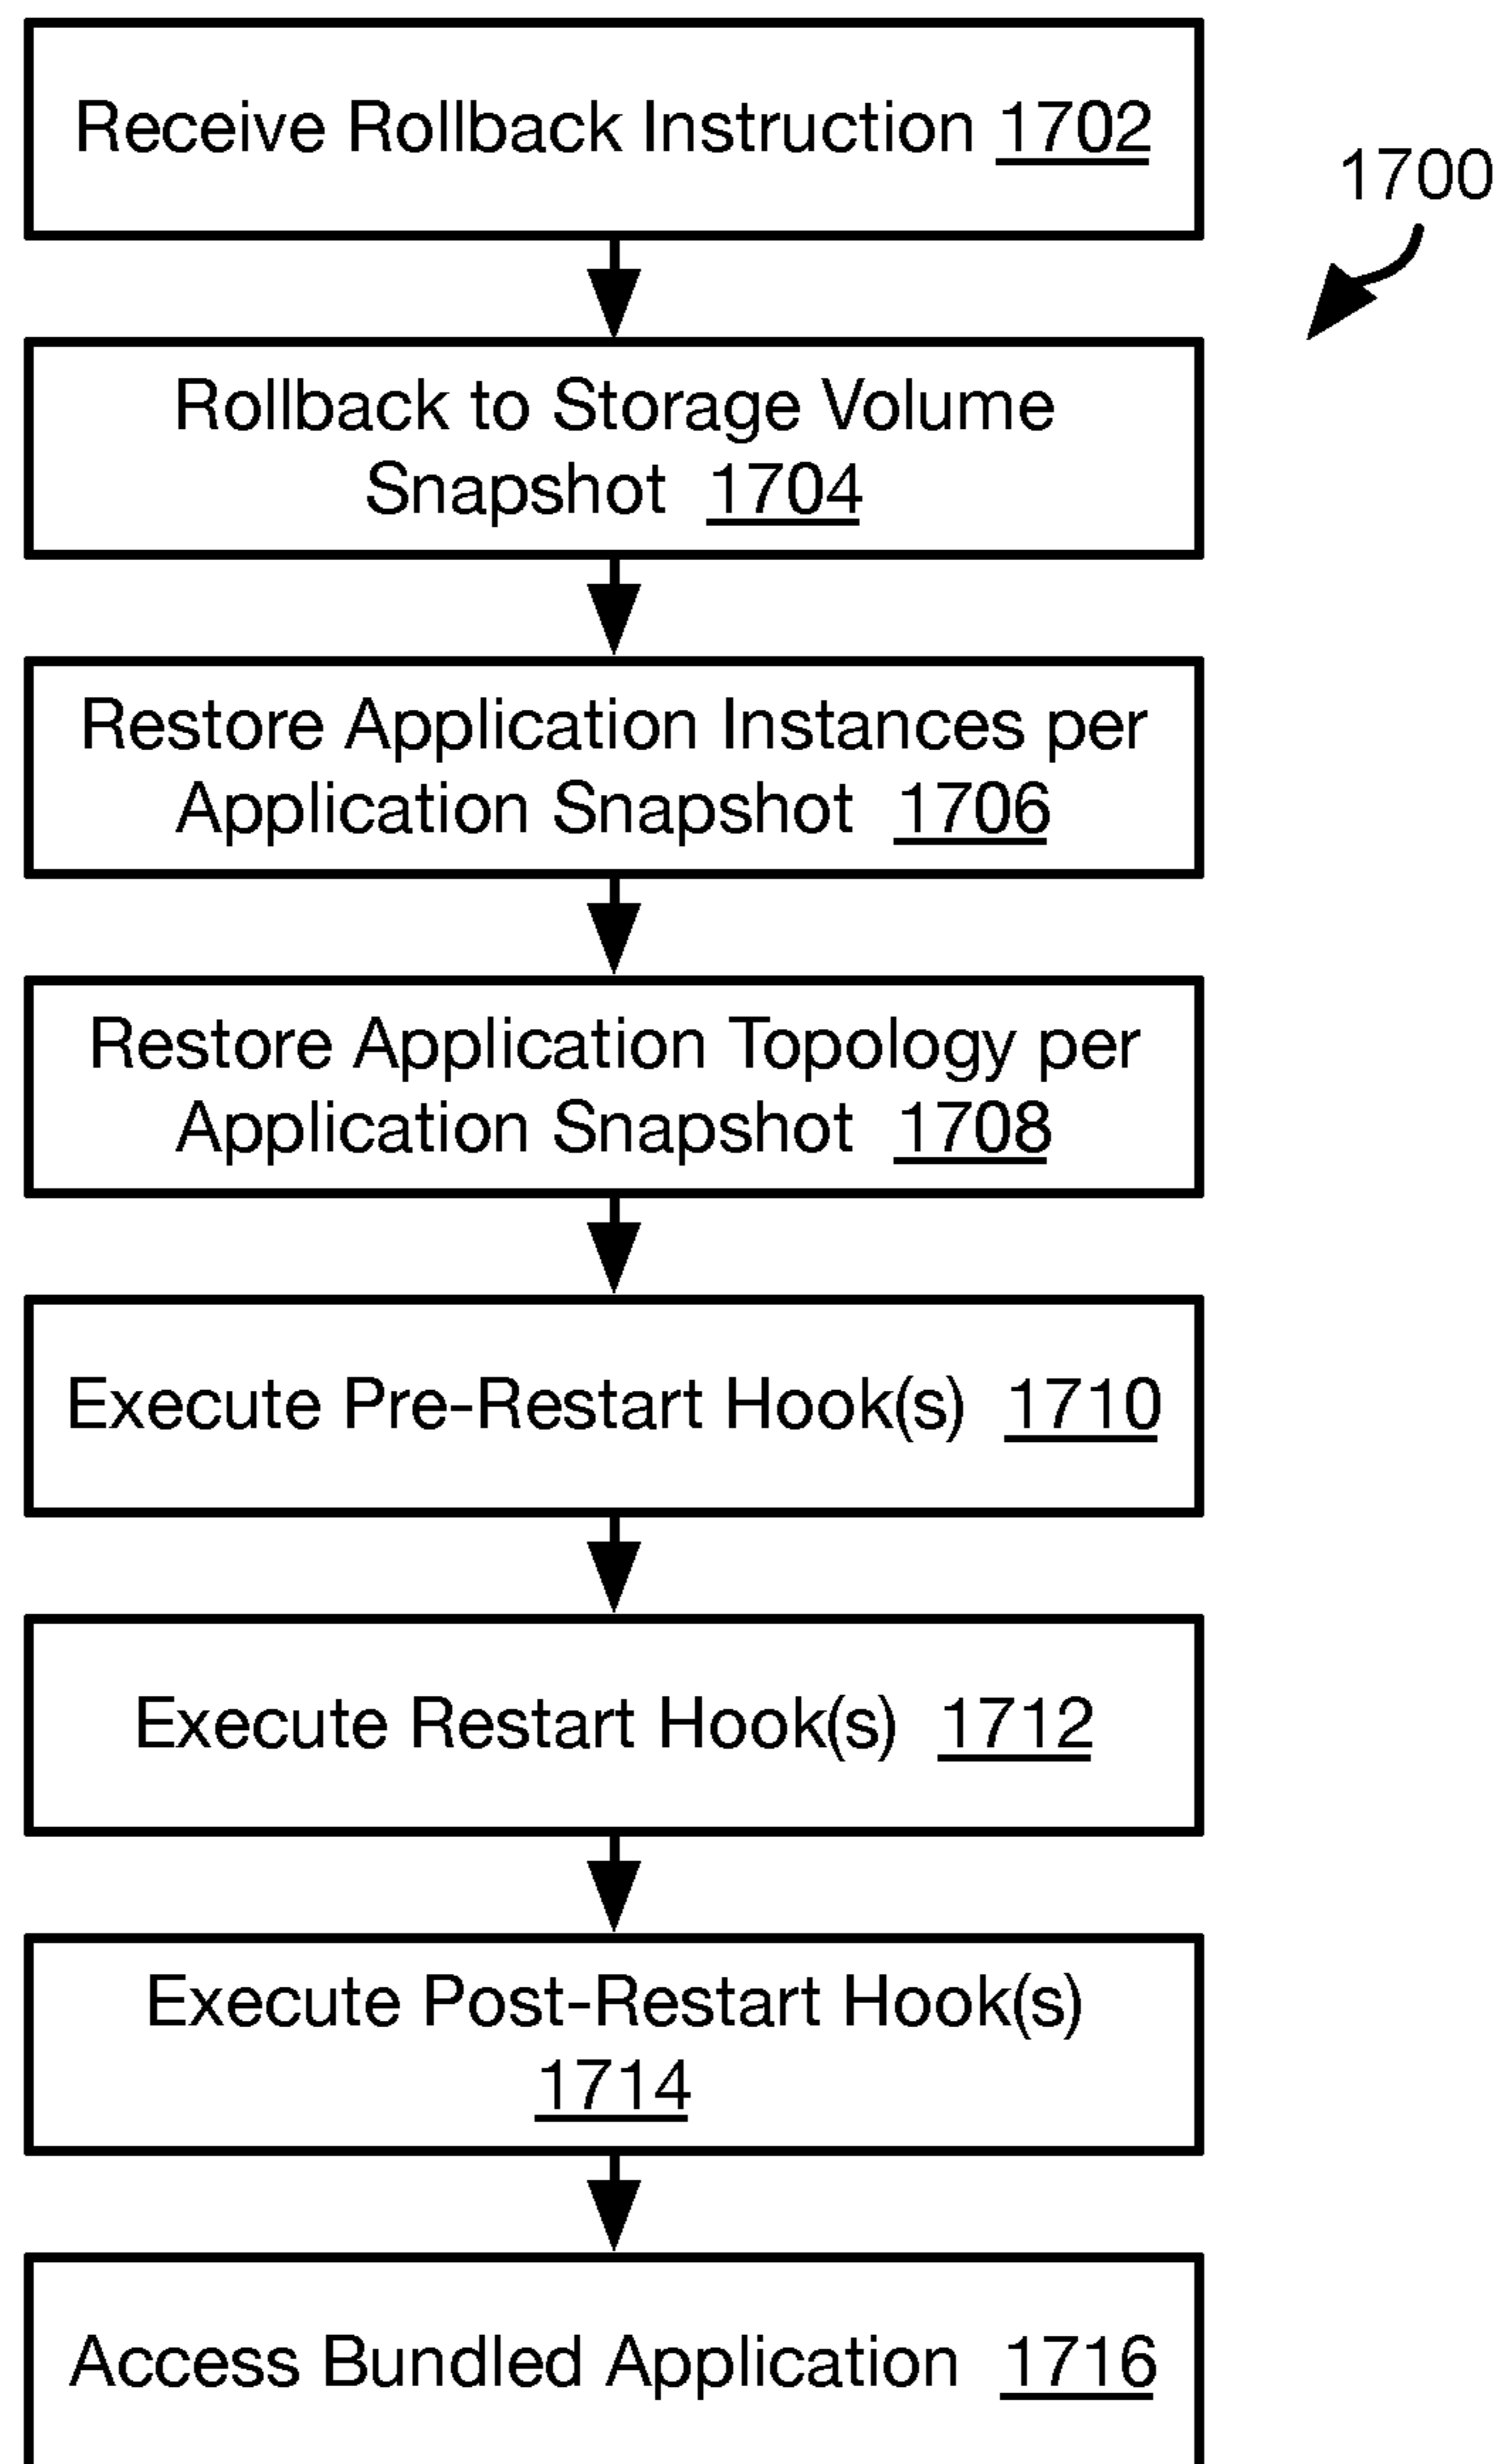 Receive Rollback Instruction 1702
1700
Rollback to Storage Volume
Snapshot 1704
Restore Application Instances per
Application Snapshot 1706
Restore Application Topology per
Application Snapshot 1708
Execute Pre-Restart Hook(s) 1710
Execute Restart Hook(s) 1712
Execute Post-Restart Hook(s)
1714
Access Bundled Application 1716